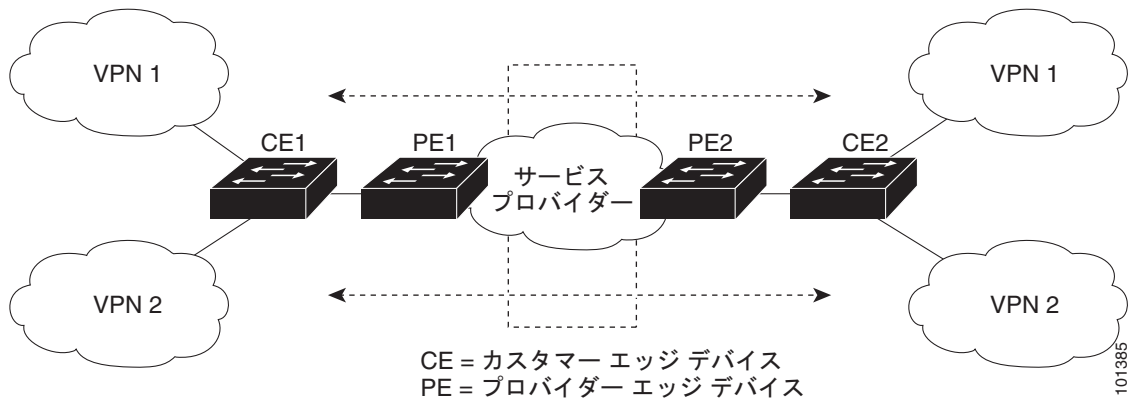 VPN 1
VPN 1
CE1
PE1
PE2
CE2
サービス
プロバイダー
VPN 2
VPN 2
CE = カスタマー エッジ デバイス
PE = プロバイダー エッジ デバイス
101385